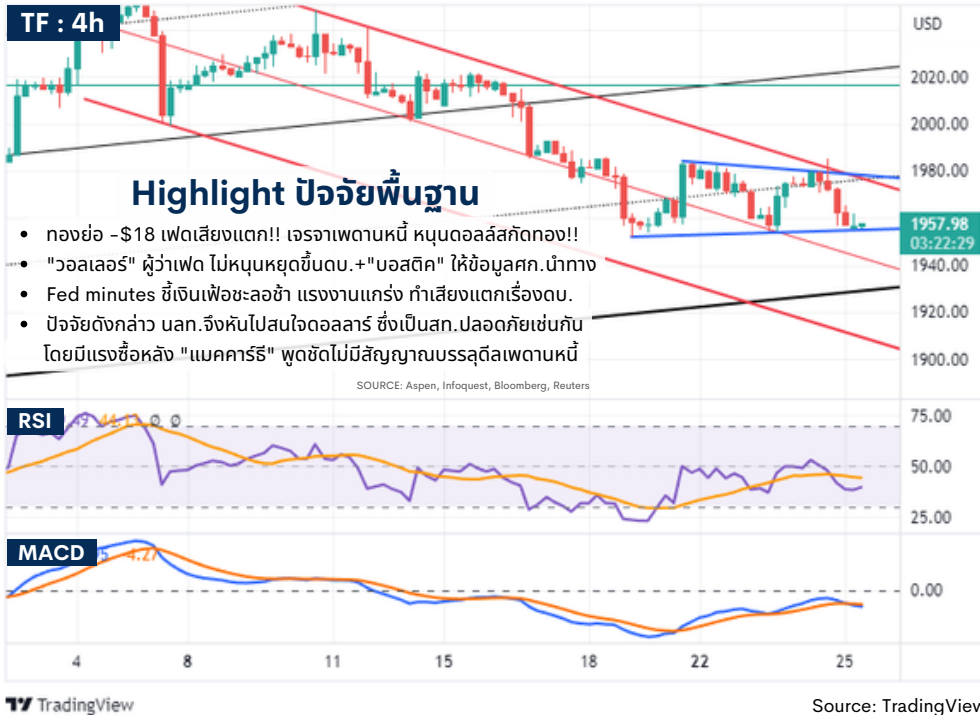 TF : 4h
USD
2020.00
2000.00
1980.00
1957.98
03:22:29
1940.00
1920.00
1900.00
Highlight ปัจจัยพื้นฐาน
• ทองย่อ -$18 เฟดเสียงแตก!! เจรจาเพดานหนี้ หนุนดอลล์สกัดทอง!!
• "วอลเลอร์" ผู้ว่าเฟด ไม่หนุนหยุดขึ้นดบ.+"บอสติค" ให้ข้อมูลศก.นำทาง
• Fed minutes ชี้เงินเฟ้อชะลอช้า แรงงานแกร่ง ทำเสียงแตกเรื่องดบ.
• ปัจจัยดังกล่าว นลท.จึงหันไปสนใจดอลลาร์ ซึ่งเป็นสท.ปลอดภัยเช่นกัน
โดยมีแรงซื้อหลัง "แมคคาร์ธี" พูดชัดไม่มีสัญญาณบรรลุดีลเพดานหนี้
SOURCE: Aspen, Infoquest, Bloomberg, Reuters
RSI
75.00
50.00
25.00
MACD
-4.27
0.00
4 8 11 15 18 22 25
TradingView
Source: TradingView